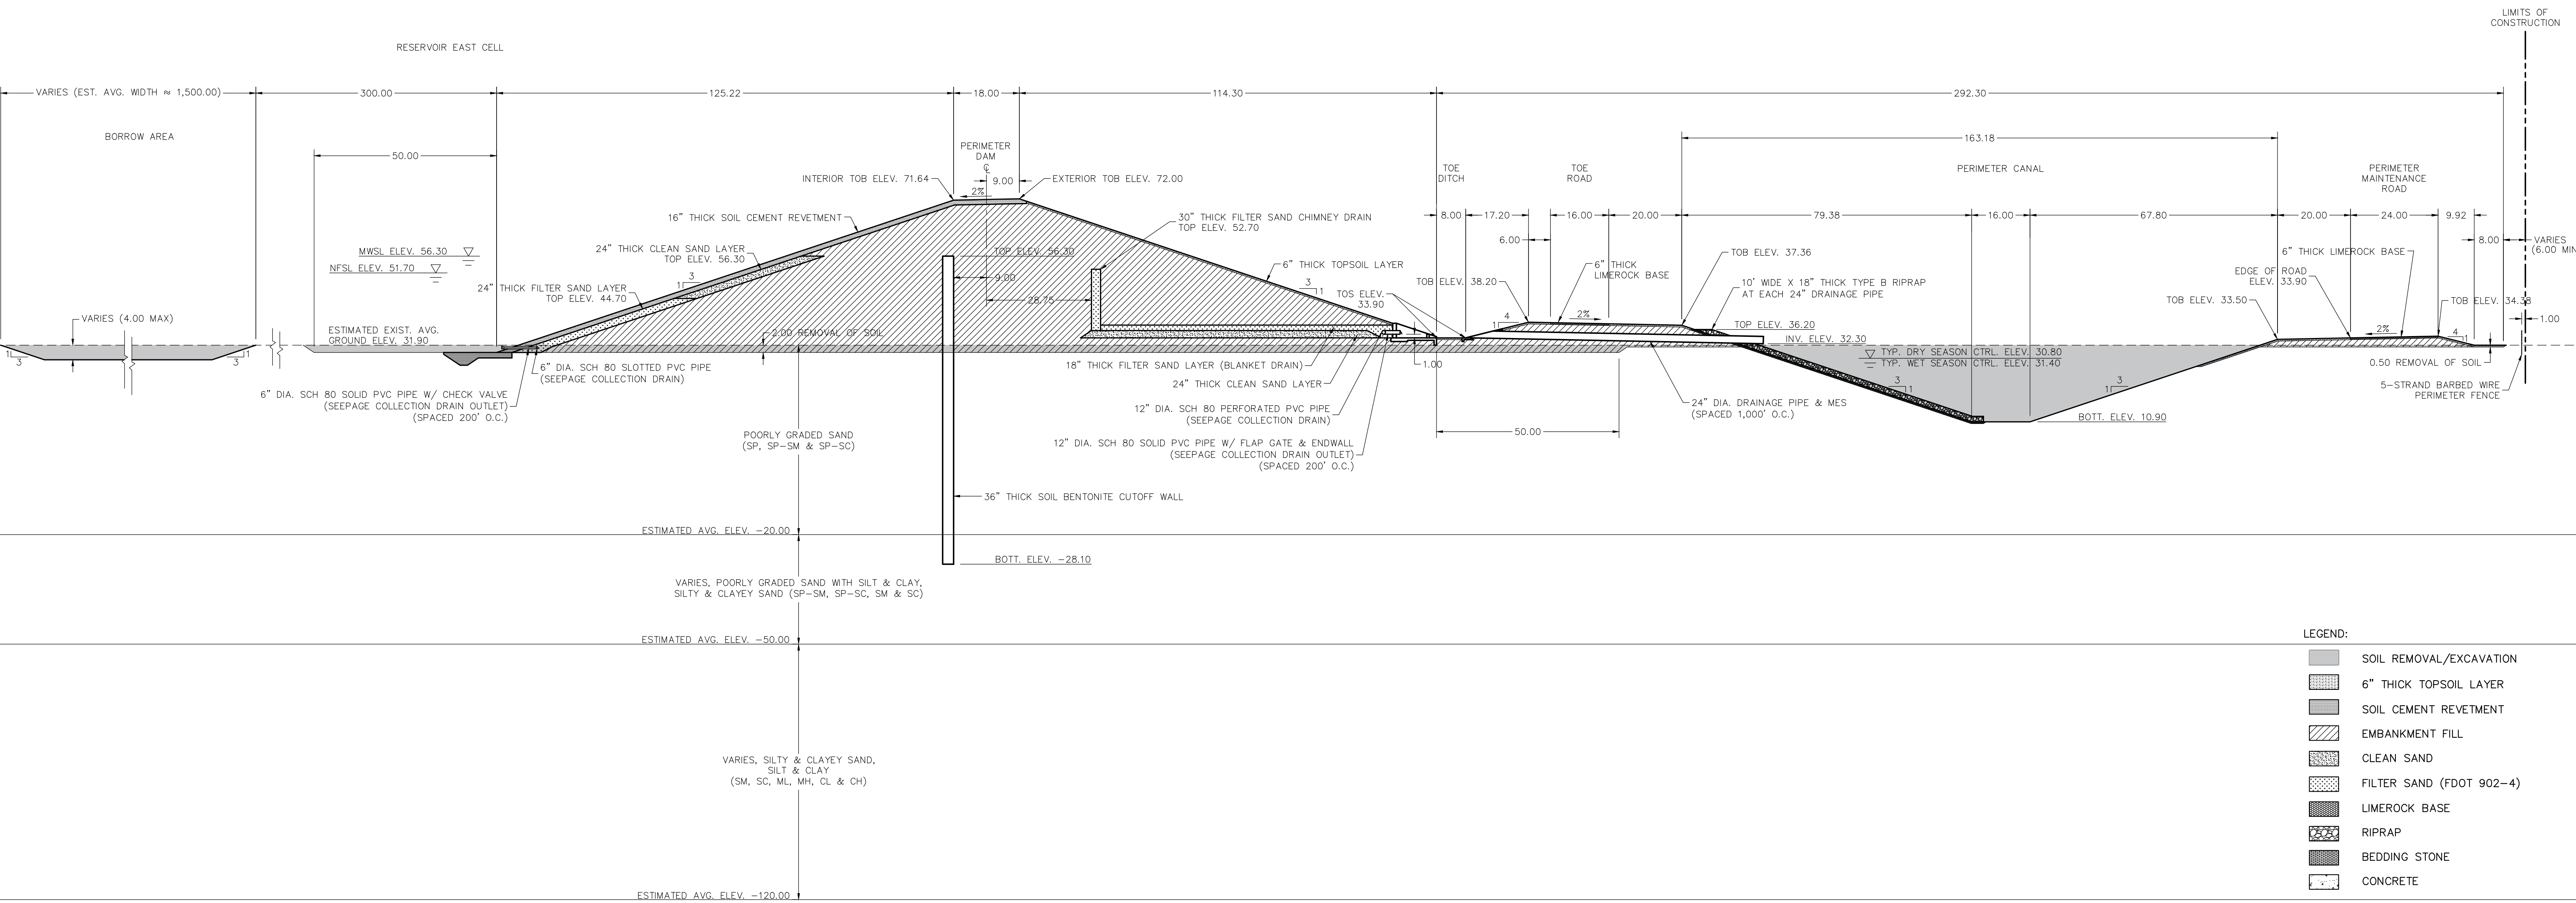 LIMITS OF
CONSTRUCTION
RESERVOIR EAST CELL
VARIES (EST. AVG. WIDTH ≈ 1,500.00)
300.00
125.22
18.00
114.30
292.30
BORROW AREA
50.00
163.18
PERIMETER
DAM
℄
9.00
INTERIOR TOB ELEV. 71.64
EXTERIOR TOB ELEV. 72.00
2%
TOE
DITCH
TOE
ROAD
PERIMETER CANAL
PERIMETER
MAINTENANCE
ROAD
16" THICK SOIL CEMENT REVETMENT
30" THICK FILTER SAND CHIMNEY DRAIN
TOP ELEV. 52.70
8.00
17.20
16.00
20.00
79.38
16.00
67.80
20.00
24.00
9.92
6.00
8.00
VARIES
(6.00 MIN
MWSL ELEV. 56.30
NFSL ELEV. 51.70
24" THICK CLEAN SAND LAYER
TOP ELEV. 56.30
TOP ELEV. 56.30
9.00
28.75
6" THICK TOPSOIL LAYER
6" THICK
LIMEROCK BASE
TOB ELEV. 37.36
6" THICK LIMEROCK BASE
3
1
24" THICK FILTER SAND LAYER
TOP ELEV. 44.70
3
1
TOS ELEV.
33.90
TOB ELEV. 38.20
10' WIDE X 18" THICK TYPE B RIPRAP
AT EACH 24" DRAINAGE PIPE
EDGE OF ROAD
ELEV. 33.90
TOB ELEV. 33.50
TOB ELEV. 34.38
VARIES (4.00 MAX)
ESTIMATED EXIST. AVG.
GROUND ELEV. 31.90
2.00 REMOVAL OF SOIL
4
1
2%
TOP ELEV. 36.20
INV. ELEV. 32.30
2%
4
1
1.00
1
3
1
3
TYP. DRY SEASON CTRL. ELEV. 30.80
TYP. WET SEASON CTRL. ELEV. 31.40
0.50 REMOVAL OF SOIL
6" DIA. SCH 80 SLOTTED PVC PIPE
(SEEPAGE COLLECTION DRAIN)
18" THICK FILTER SAND LAYER (BLANKET DRAIN)
1.00
24" THICK CLEAN SAND LAYER
3
1
3
1
5-STRAND BARBED WIRE
PERIMETER FENCE
6" DIA. SCH 80 SOLID PVC PIPE W/ CHECK VALVE
(SEEPAGE COLLECTION DRAIN OUTLET)
(SPACED 200' O.C.)
12" DIA. SCH 80 PERFORATED PVC PIPE
(SEEPAGE COLLECTION DRAIN)
24" DIA. DRAINAGE PIPE & MES
(SPACED 1,000' O.C.)
BOTT. ELEV. 10.90
POORLY GRADED SAND
(SP, SP-SM & SP-SC)
50.00
12" DIA. SCH 80 SOLID PVC PIPE W/ FLAP GATE & ENDWALL
(SEEPAGE COLLECTION DRAIN OUTLET)
(SPACED 200' O.C.)
36" THICK SOIL BENTONITE CUTOFF WALL
ESTIMATED AVG. ELEV. -20.00
BOTT. ELEV. -28.10
VARIES, POORLY GRADED SAND WITH SILT & CLAY,
SILTY & CLAYEY SAND (SP-SM, SP-SC, SM & SC)
ESTIMATED AVG. ELEV. -50.00
VARIES, SILTY & CLAYEY SAND,
SILT & CLAY
(SM, SC, ML, MH, CL & CH)
ESTIMATED AVG. ELEV. -120.00
LEGEND:
SOIL REMOVAL/EXCAVATION
6" THICK TOPSOIL LAYER
SOIL CEMENT REVETMENT
EMBANKMENT FILL
CLEAN SAND
FILTER SAND (FDOT 902-4)
LIMEROCK BASE
RIPRAP
BEDDING STONE
CONCRETE